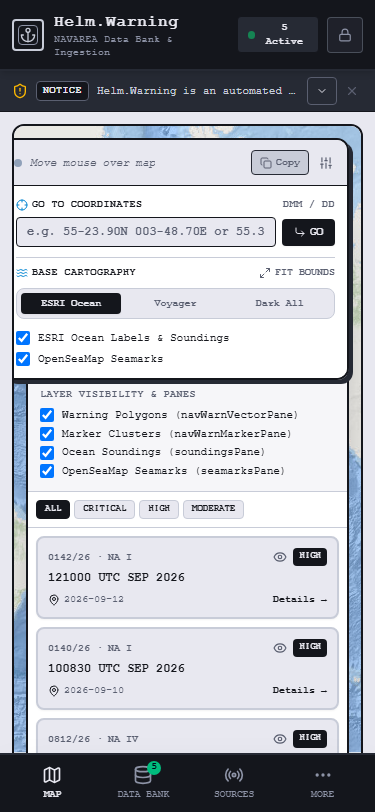 Helm.Warning
NAVAREA Data Bank &
Ingestion
5
Active
NOTICE Helm.Warning is an automated …
Move mouse over map
Copy
GO TO COORDINATES DMM / DD
e.g. 55-23.90N 003-48.70E or 55.3
GO
BASE CARTOGRAPHY FIT BOUNDS
ESRI Ocean Voyager Dark All
ESRI Ocean Labels & Soundings
OpenSeaMap Seamarks
LAYER VISIBILITY & PANES
Warning Polygons (navWarnVectorPane)
Marker Clusters (navWarnMarkerPane)
Ocean Soundings (soundingsPane)
OpenSeaMap Seamarks (seamarksPane)
ALL CRITICAL HIGH MODERATE
0142/26 · NA I HIGH
121000 UTC SEP 2026
2026-09-12 Details →
0140/26 · NA I HIGH
100830 UTC SEP 2026
2026-09-10 Details →
0812/26 · NA IV HIGH
5
MAP DATA BANK SOURCES MORE